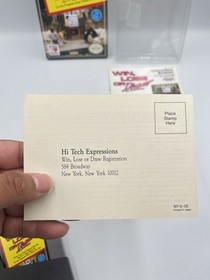 WIN,
LOSE
OR
Draw
Place
Stamp
Here
Hi Tech Expressions
Win, Lose or Draw Registration
584 Broadway
New York, New York 10012